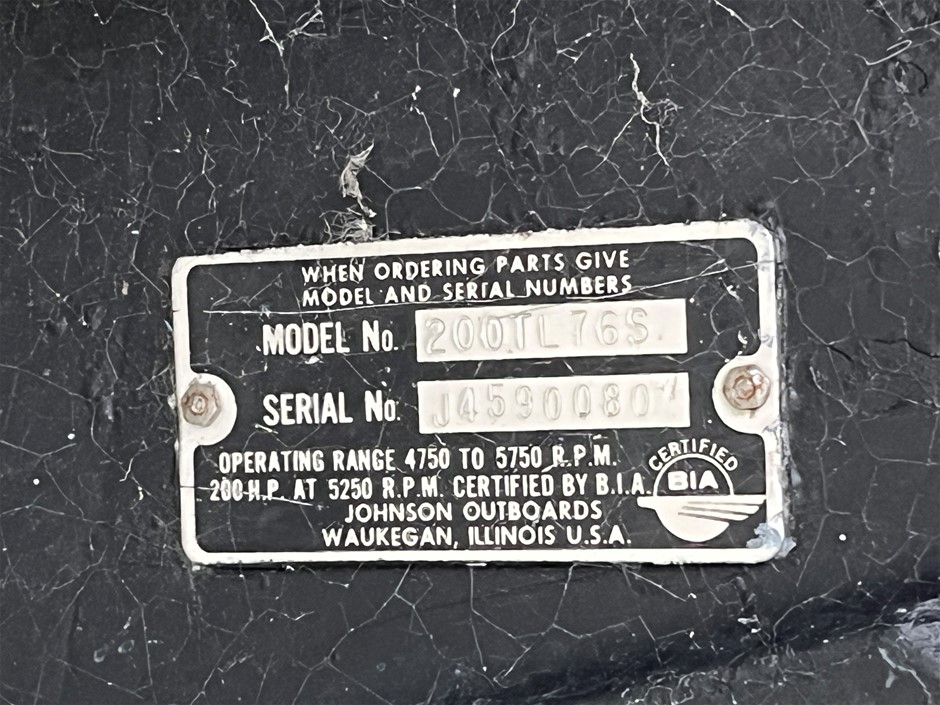 WHEN ORDERING PARTS GIVE
MODEL AND SERIAL NUMBERS
MODEL No. 200TL76S
SERIAL No. J4590080
OPERATING RANGE 4750 TO 5750 R.P.M.
200 H.P. AT 5250 R.P.M. CERTIFIED BY B.I.A.
JOHNSON OUTBOARDS
WAUKEGAN, ILLINOIS U.S.A.
CERTIFIED
BIA